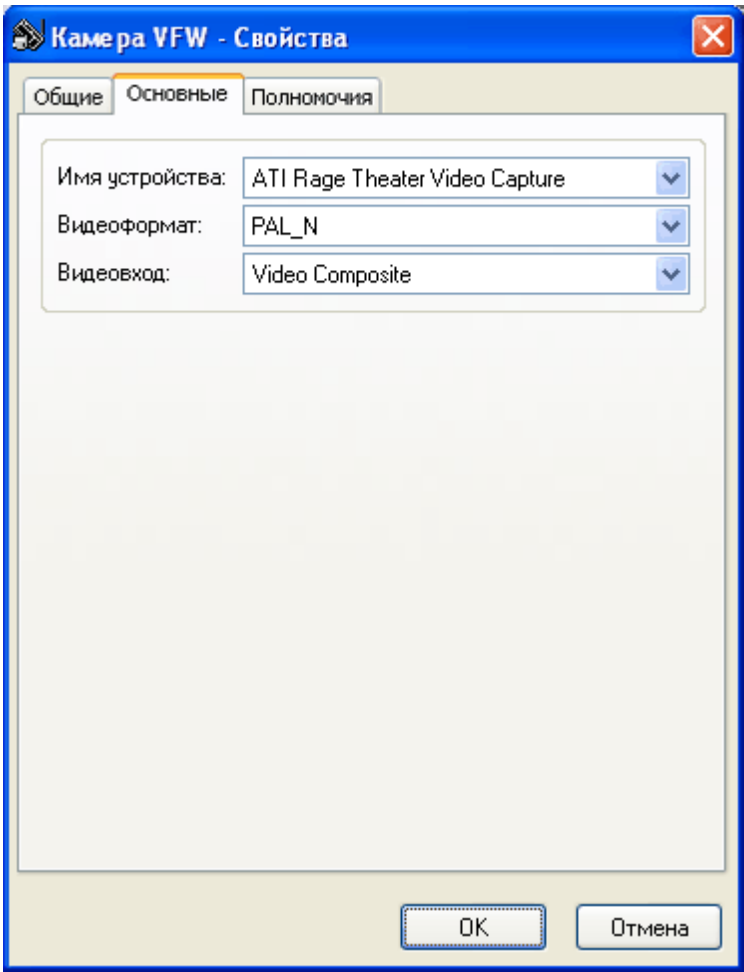 Камера VFW - Свойства
Общие Основные Полномочия
Имя устройства: ATI Rage Theater Video Capture
Видеоформат: PAL_N
Видеовход: Video Composite
OK Отмена